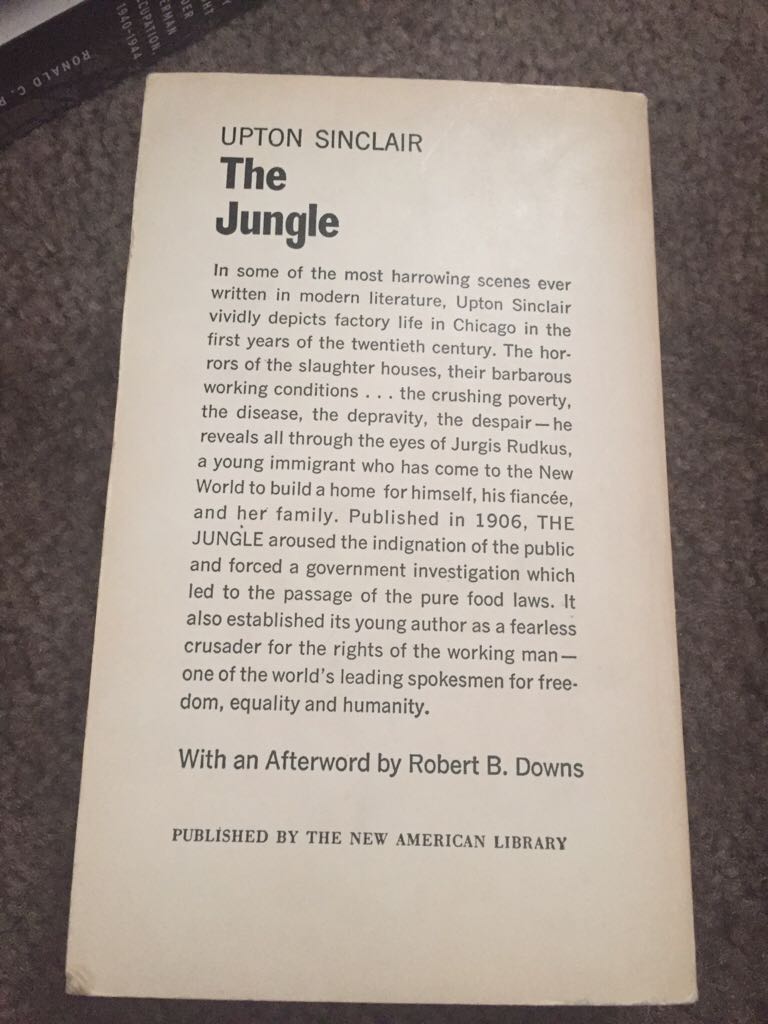 RONALD C. R
1940-1944
CUPATION
ERMAN
DER
GHT
Y
UPTON SINCLAIR
The
Jungle
In some of the most harrowing scenes ever
written in modern literature, Upton Sinclair
vividly depicts factory life in Chicago in the
first years of the twentieth century. The hor-
rors of the slaughter houses, their barbarous
working conditions . . . the crushing poverty,
the disease, the depravity, the despair—he
reveals all through the eyes of Jurgis Rudkus,
a young immigrant who has come to the New
World to build a home for himself, his fiancée,
and her family. Published in 1906, THE
JUNGLE aroused the indignation of the public
and forced a government investigation which
led to the passage of the pure food laws. It
also established its young author as a fearless
crusader for the rights of the working man—
one of the world's leading spokesmen for free-
dom, equality and humanity.
With an Afterword by Robert B. Downs
PUBLISHED BY THE NEW AMERICAN LIBRARY